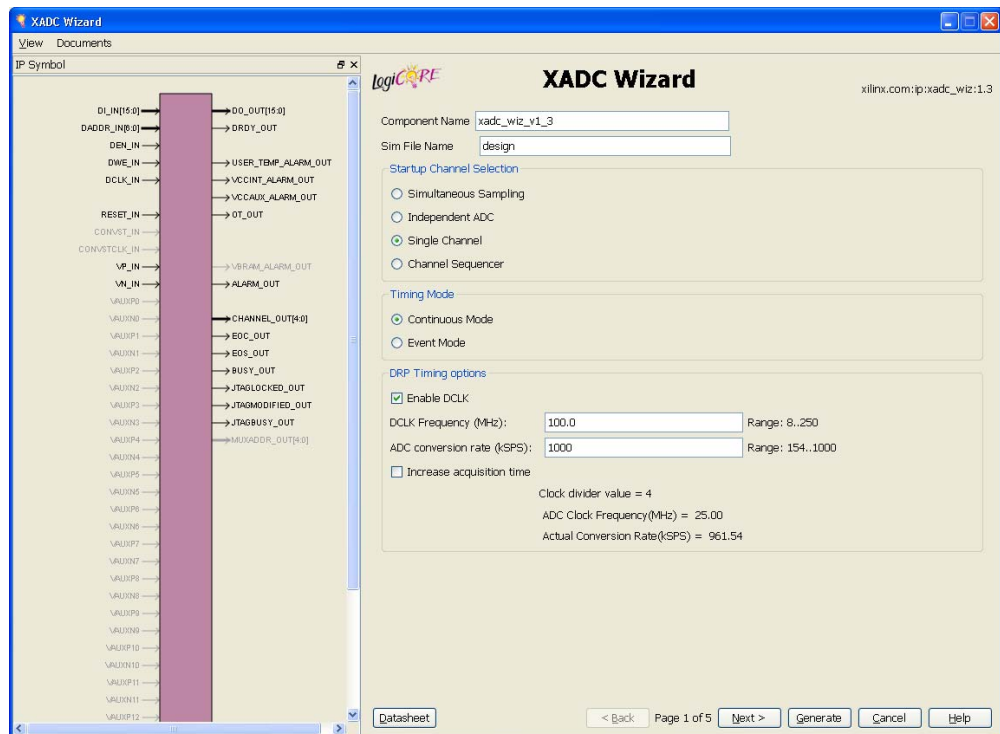 XADC Wizard
View Documents
IP Symbol
DI_IN[15:0]
DADDR_IN[6:0]
DEN_IN
DWE_IN
DCLK_IN
RESET_IN
CONVST_IN
CONVSTCLK_IN
VP_IN
VN_IN
VAUXP0
VAUXN0
VAUXP1
VAUXN1
VAUXP2
VAUXN2
VAUXP3
VAUXN3
VAUXP4
VAUXN4
VAUXP5
VAUXN5
VAUXP6
VAUXN6
VAUXP7
VAUXN7
VAUXP8
VAUXN8
VAUXP9
VAUXN9
VAUXP10
VAUXN10
VAUXP11
VAUXN11
VAUXP12
DO_OUT[15:0]
DRDY_OUT
USER_TEMP_ALARM_OUT
VCCINT_ALARM_OUT
VCCAUX_ALARM_OUT
OT_OUT
VBRAM_ALARM_OUT
ALARM_OUT
CHANNEL_OUT[4:0]
EOC_OUT
EOS_OUT
BUSY_OUT
JTAGLOCKED_OUT
JTAGMODIFIED_OUT
JTAGBUSY_OUT
MUXADDR_OUT[4:0]
logiCORE
XADC Wizard
xilinx.com:ip:xadc_wiz:1.3
Component Name xadc_wiz_v1_3
Sim File Name design
Startup Channel Selection
Simultaneous Sampling
Independent ADC
Single Channel
Channel Sequencer
Timing Mode
Continuous Mode
Event Mode
DRP Timing options
Enable DCLK
DCLK Frequency (MHz): 100.0 Range: 8..250
ADC conversion rate (kSPS): 1000 Range: 154..1000
Increase acquisition time
Clock divider value = 4
ADC Clock Frequency(MHz) = 25.00
Actual Conversion Rate(kSPS) = 961.54
Datasheet < Back Page 1 of 5 Next > Generate Cancel Help